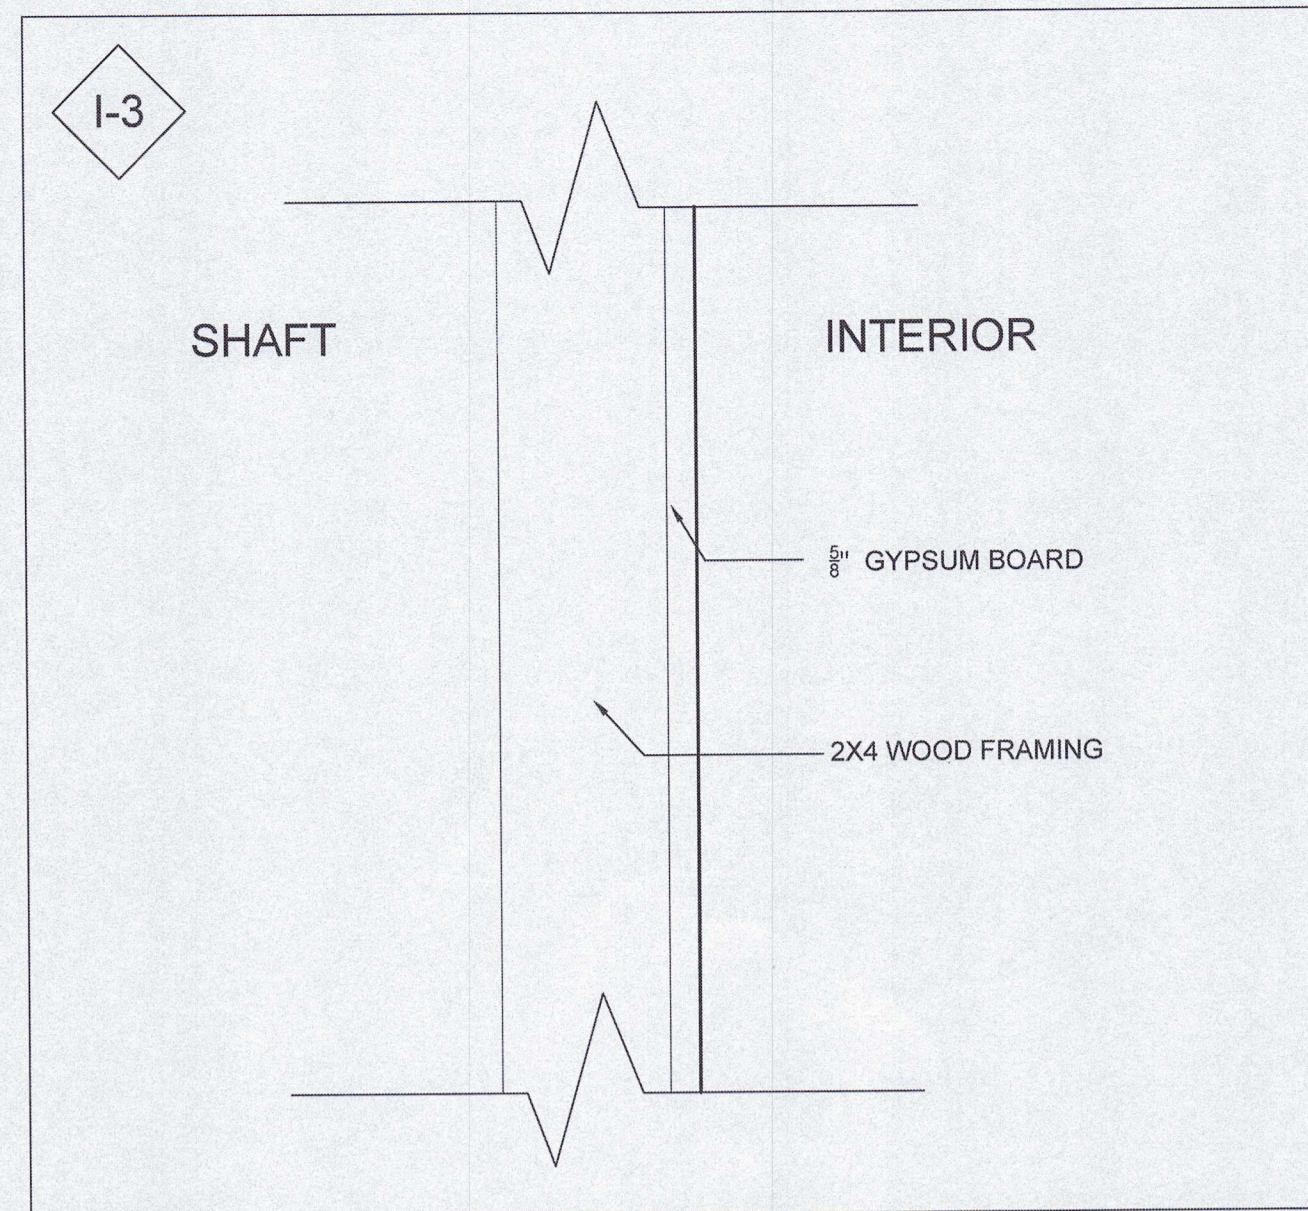 I-3
SHAFT
INTERIOR
5/8" GYPSUM BOARD
2X4 WOOD FRAMING